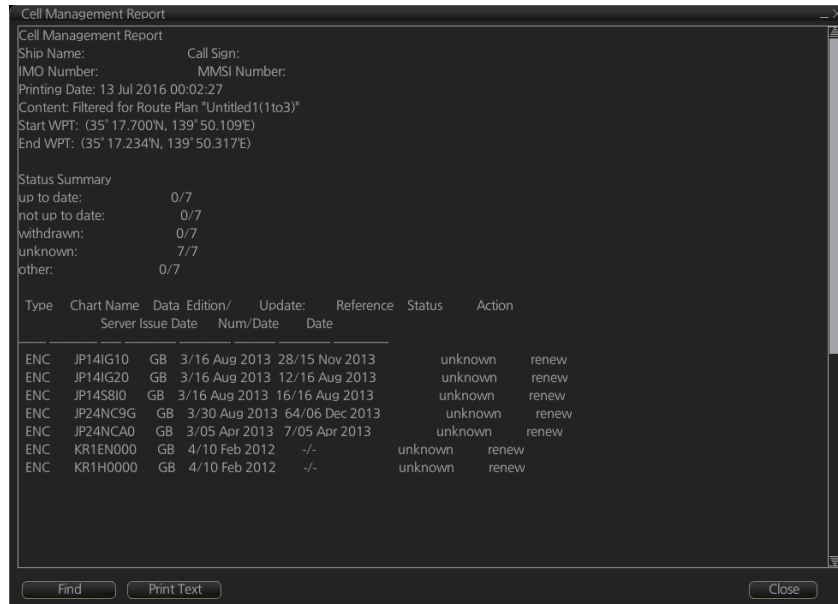 Cell Management Report
Cell Management Report
Ship Name: Call Sign:
IMO Number: MMSI Number:
Printing Date: 13 Jul 2016 00:02:27
Content: Filtered for Route Plan "Untitled1(1to3)"
Start WPT: (35°17.700'N, 139°50.109'E)
End WPT: (35°17.234'N, 139°50.317'E)
Status Summary
up to date: 0/7
not up to date: 0/7
withdrawn: 0/7
unknown: 7/7
other: 0/7
Type Chart Name Data Edition/ Update: Reference Status Action
Server Issue Date Num/Date Date
ENC JP14IG10 GB 3/16 Aug 2013 28/15 Nov 2013 unknown renew
ENC JP14IG20 GB 3/16 Aug 2013 12/16 Aug 2013 unknown renew
ENC JP14S8I0 GB 3/16 Aug 2013 16/16 Aug 2013 unknown renew
ENC JP24NC9G GB 3/30 Aug 2013 64/06 Dec 2013 unknown renew
ENC JP24NCA0 GB 3/05 Apr 2013 7/05 Apr 2013 unknown renew
ENC KR1EN000 GB 4/10 Feb 2012 -/- unknown renew
ENC KR1H0000 GB 4/10 Feb 2012 -/- unknown renew
Find Print Text Close